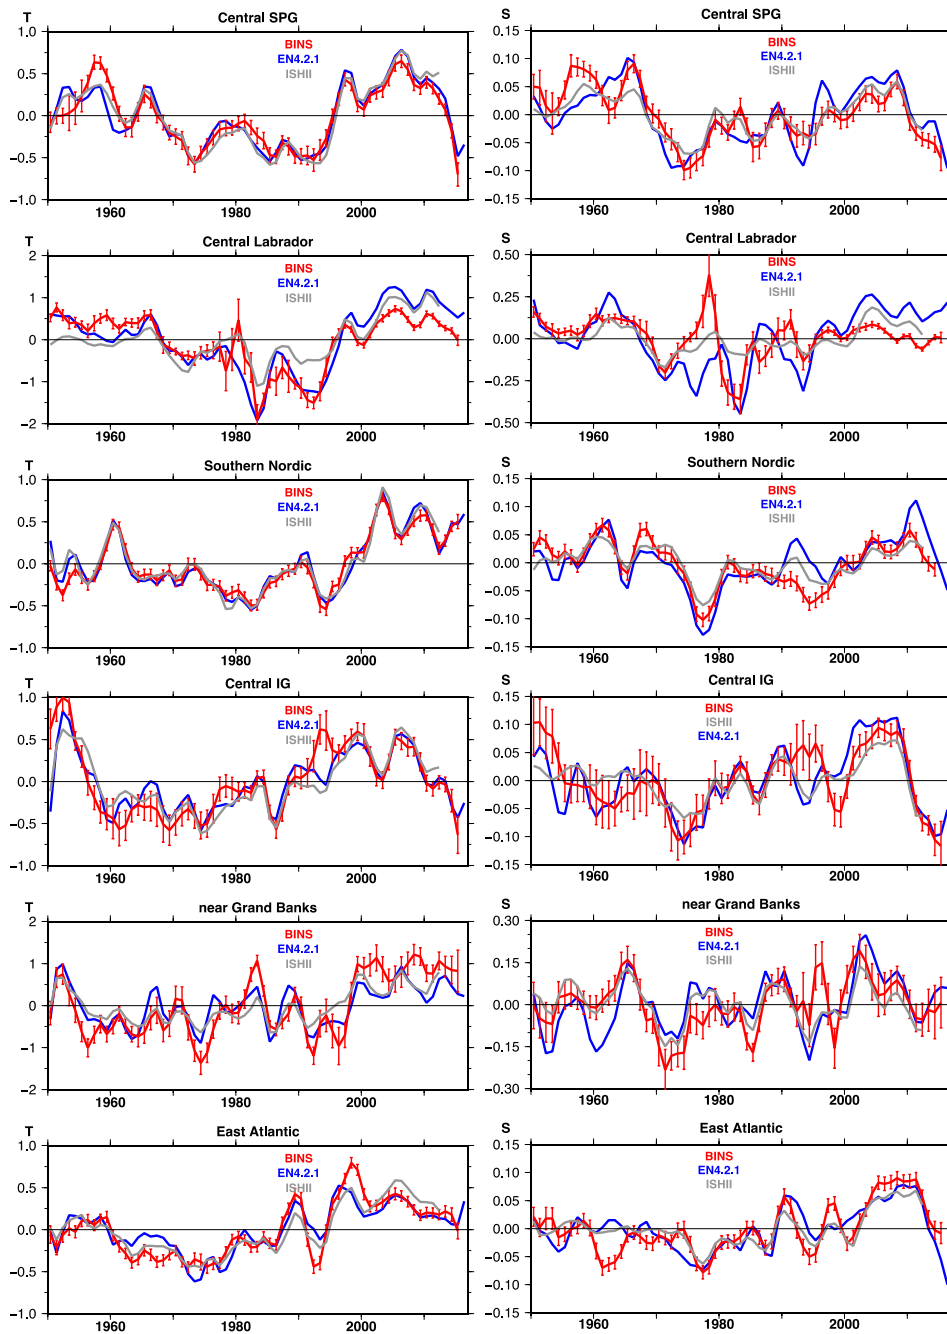 T
Central SPG
1.0
BINS
EN4.2.1
ISHII
0.5
0.0
−0.5
−1.0
1960
1980
2000
S
Central SPG
0.15
BINS
EN4.2.1
ISHII
0.10
0.05
0.00
−0.05
−0.10
−0.15
1960
1980
2000
T
Central Labrador
2
BINS
EN4.2.1
ISHII
1
0
−1
−2
1960
1980
2000
S
Central Labrador
0.50
BINS
EN4.2.1
ISHII
0.25
0.00
−0.25
−0.50
1960
1980
2000
T
Southern Nordic
1.0
BINS
EN4.2.1
ISHII
0.5
0.0
−0.5
−1.0
1960
1980
2000
S
Southern Nordic
0.15
BINS
EN4.2.1
ISHII
0.10
0.05
0.00
−0.05
−0.10
−0.15
1960
1980
2000
T
Central IG
1.0
BINS
EN4.2.1
ISHII
0.5
0.0
−0.5
−1.0
1960
1980
2000
S
Central IG
0.15
BINS
ISHII
EN4.2.1
0.10
0.05
0.00
−0.05
−0.10
−0.15
1960
1980
2000
T
near Grand Banks
2
BINS
EN4.2.1
ISHII
1
0
−1
−2
1960
1980
2000
S
near Grand Banks
0.30
BINS
EN4.2.1
ISHII
0.15
0.00
−0.15
−0.30
1960
1980
2000
T
East Atlantic
1.0
BINS
EN4.2.1
ISHII
0.5
0.0
−0.5
−1.0
1960
1980
2000
S
East Atlantic
0.15
BINS
EN4.2.1
ISHII
0.10
0.05
0.00
−0.05
−0.10
−0.15
1960
1980
2000